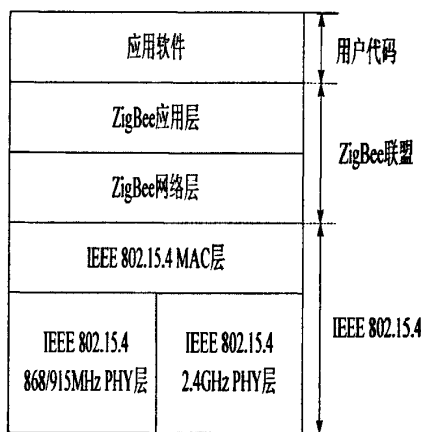 应用软件
用户代码
ZigBee应用层
ZigBee联盟
ZigBee网络层
IEEE 802.15.4 MAC层
IEEE 802.15.4
IEEE 802.15.4
868/915MHz PHY层
IEEE 802.15.4
2.4GHz PHY层